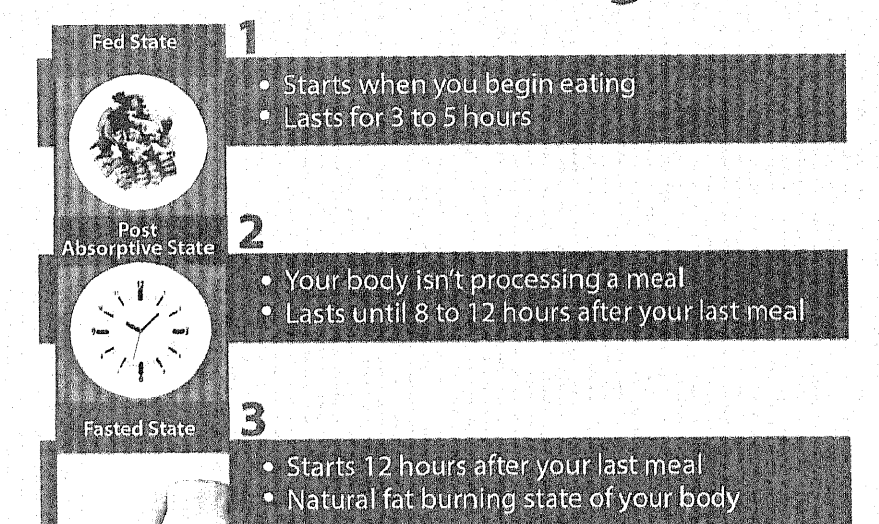 Fed State
1
• Starts when you begin eating
• Lasts for 3 to 5 hours
Post
Absorptive State
2
• Your body isn't processing a meal
• Lasts until 8 to 12 hours after your last meal
Fasted State
3
• Starts 12 hours after your last meal
• Natural fat burning state of your body